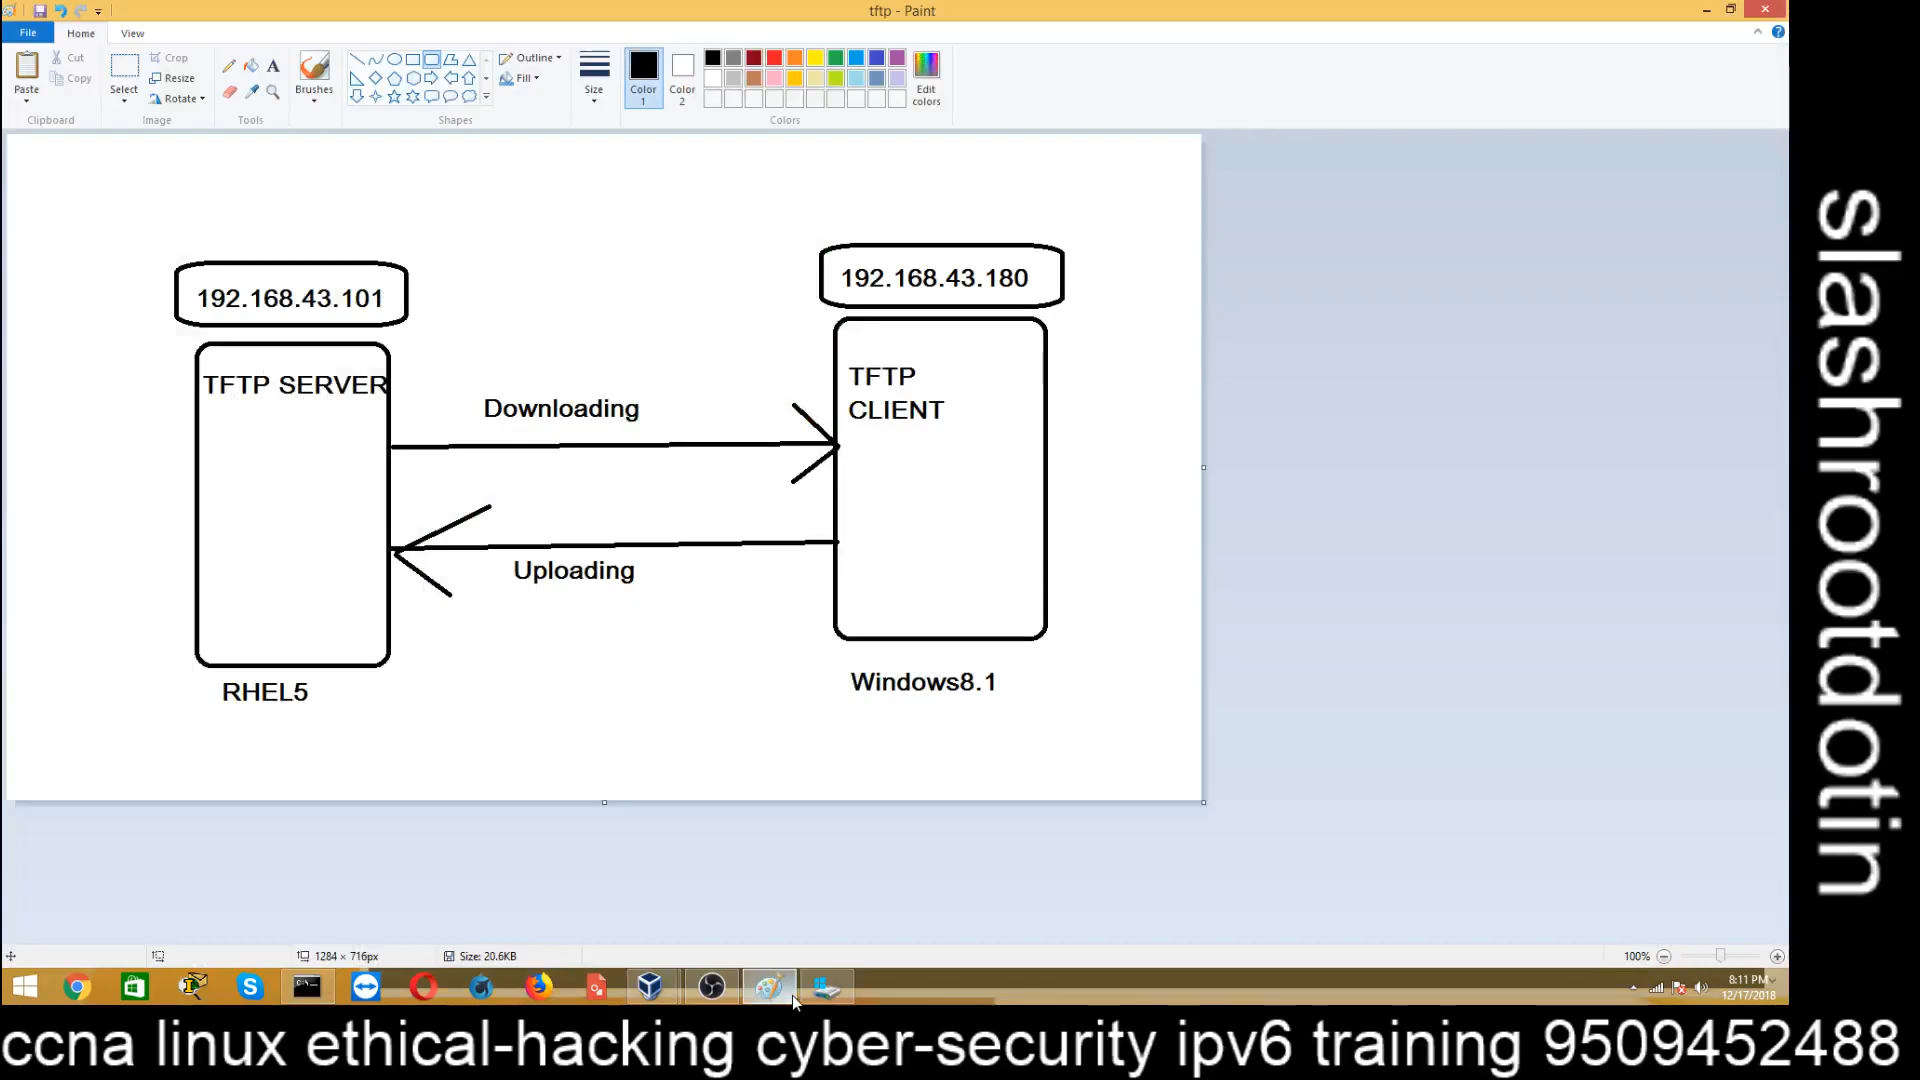 tftp - Paint
File
Home
View
Paste
Cut
Copy
Clipboard
Select
Crop
Resize
Rotate
Image
A
Tools
Brushes
Shapes
Outline
Fill
Size
Color 1
Color 2
Edit colors
Colors
192.168.43.101
192.168.43.180
TFTP SERVER
TFTP
CLIENT
Downloading
Uploading
RHEL5
Windows8.1
1284 × 716px
Size: 20.6KB
100%
8:11 PM
12/17/2018
slashrootdotin
ccna linux ethical-hacking cyber-security ipv6 training 9509452488